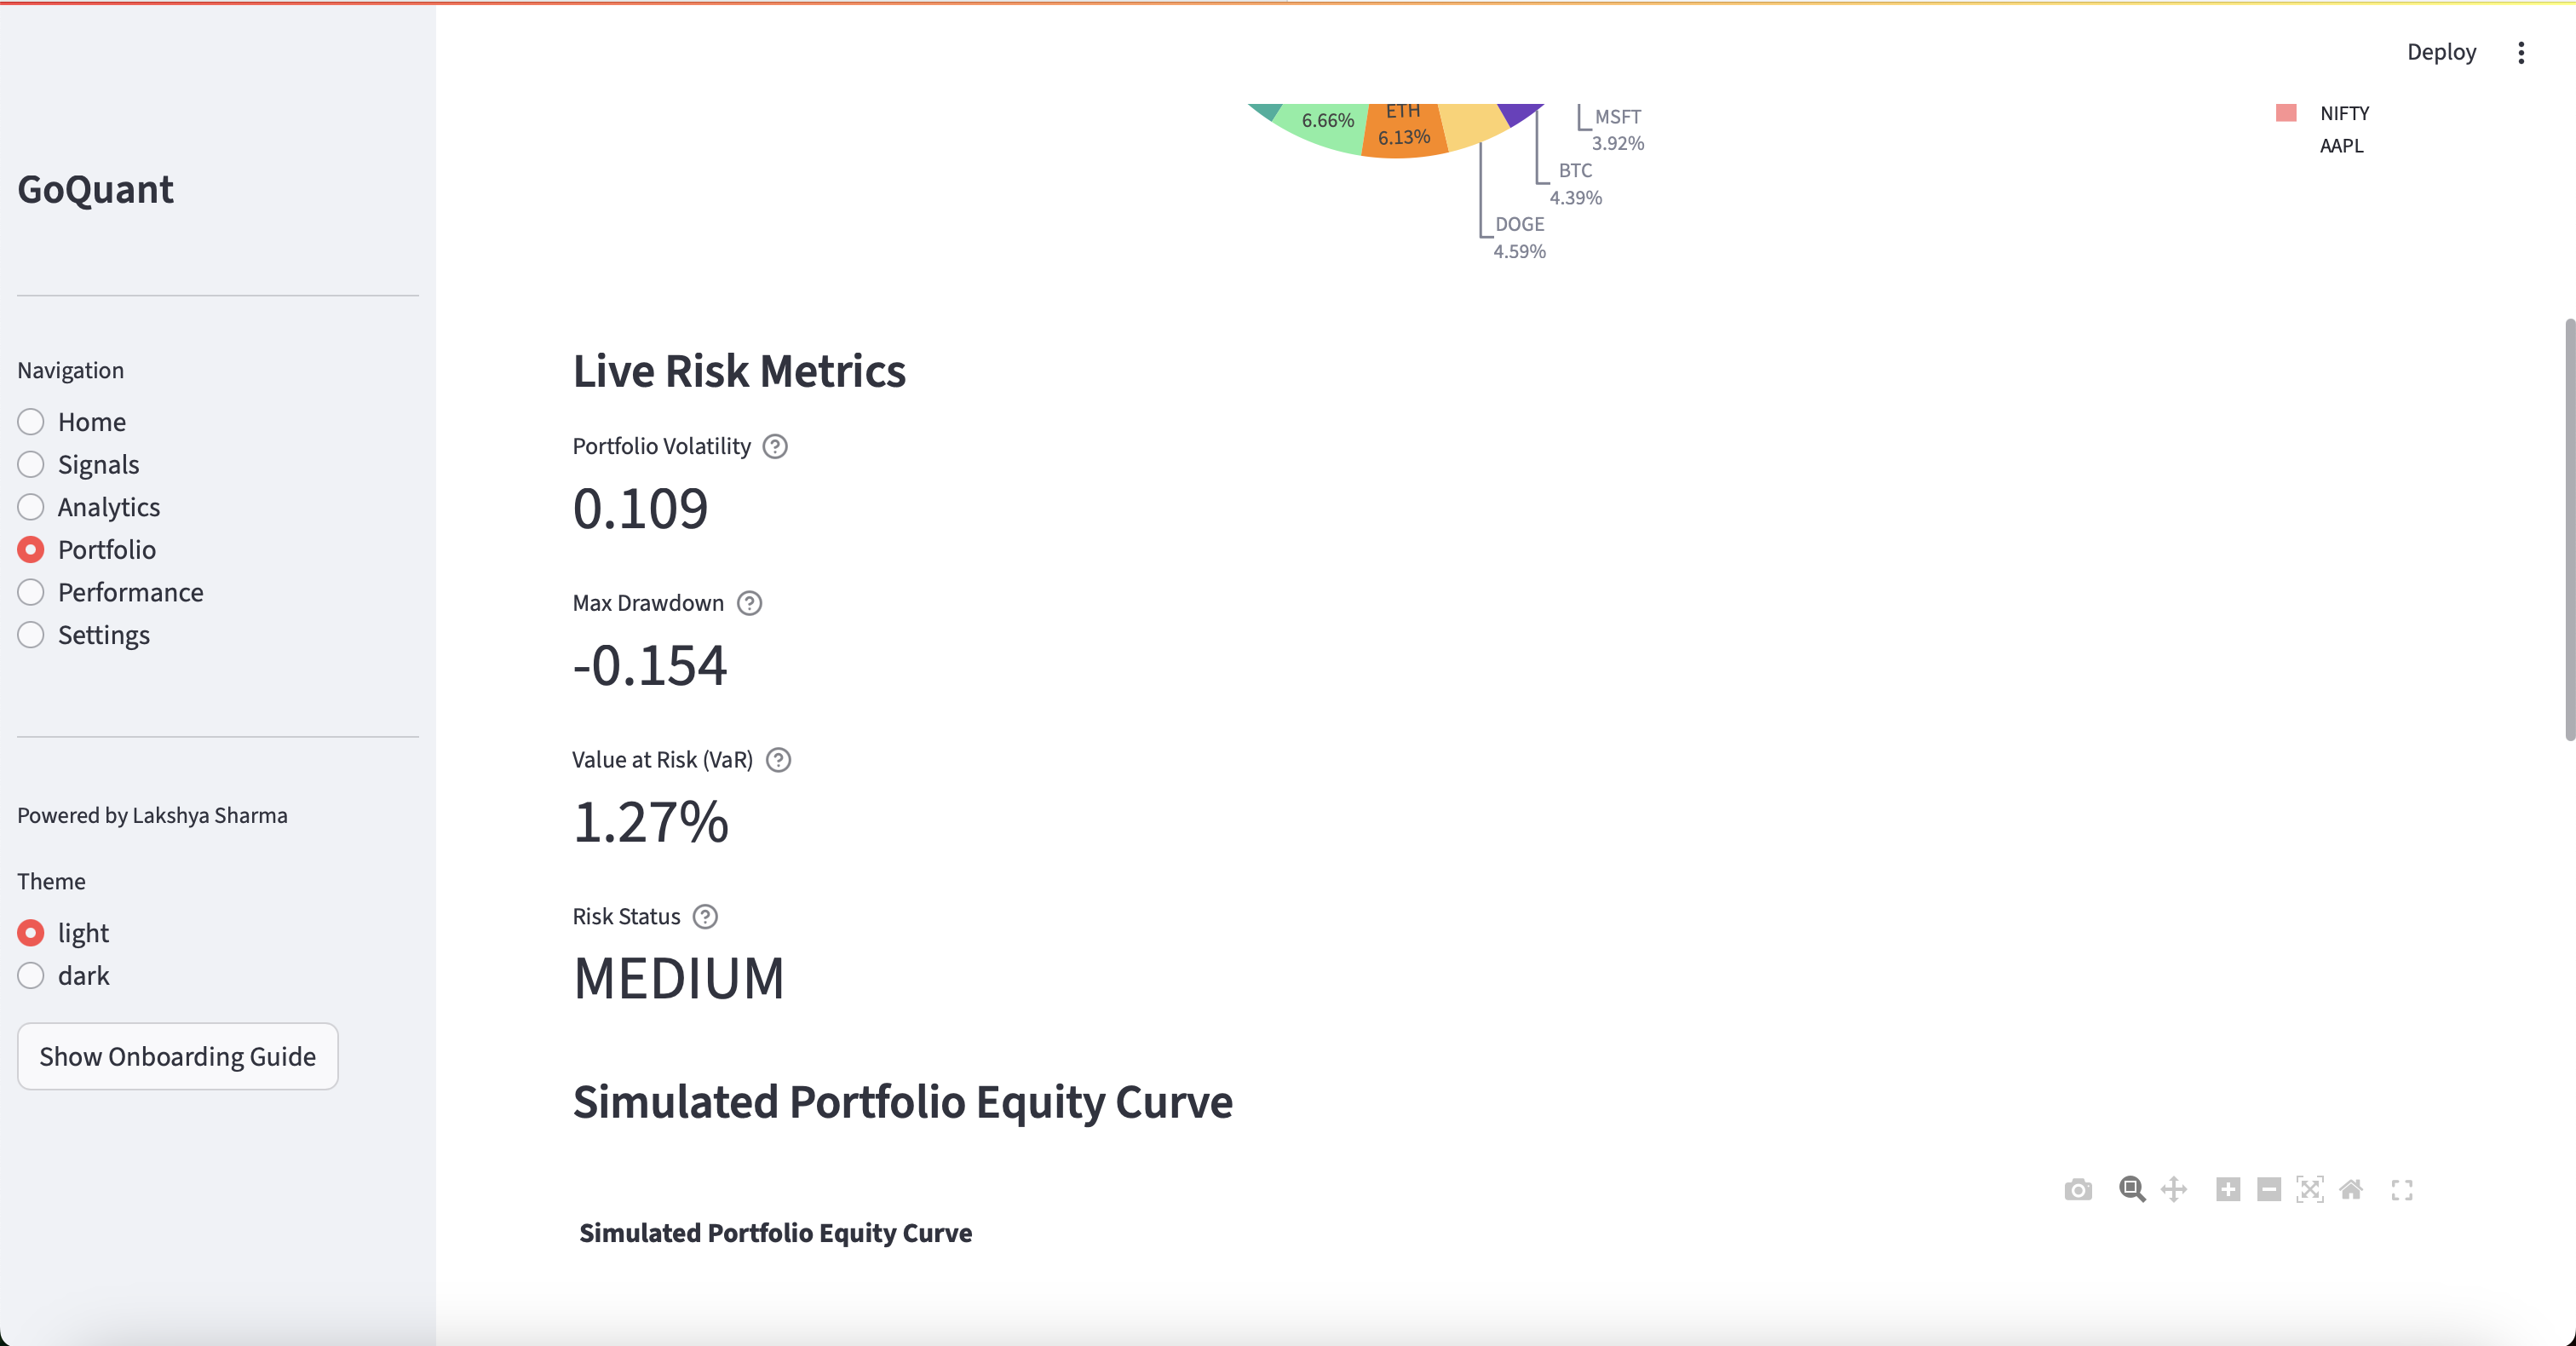 Deploy
GoQuant
Navigation
Home
Signals
Analytics
Portfolio
Performance
Settings
Powered by Lakshya Sharma
Theme
light
dark
Show Onboarding Guide
6.66%
ETH
6.13%
MSFT
3.92%
BTC
4.39%
DOGE
4.59%
NIFTY
AAPL
Live Risk Metrics
Portfolio Volatility
0.109
Max Drawdown
-0.154
Value at Risk (VaR)
1.27%
Risk Status
MEDIUM
Simulated Portfolio Equity Curve
Simulated Portfolio Equity Curve